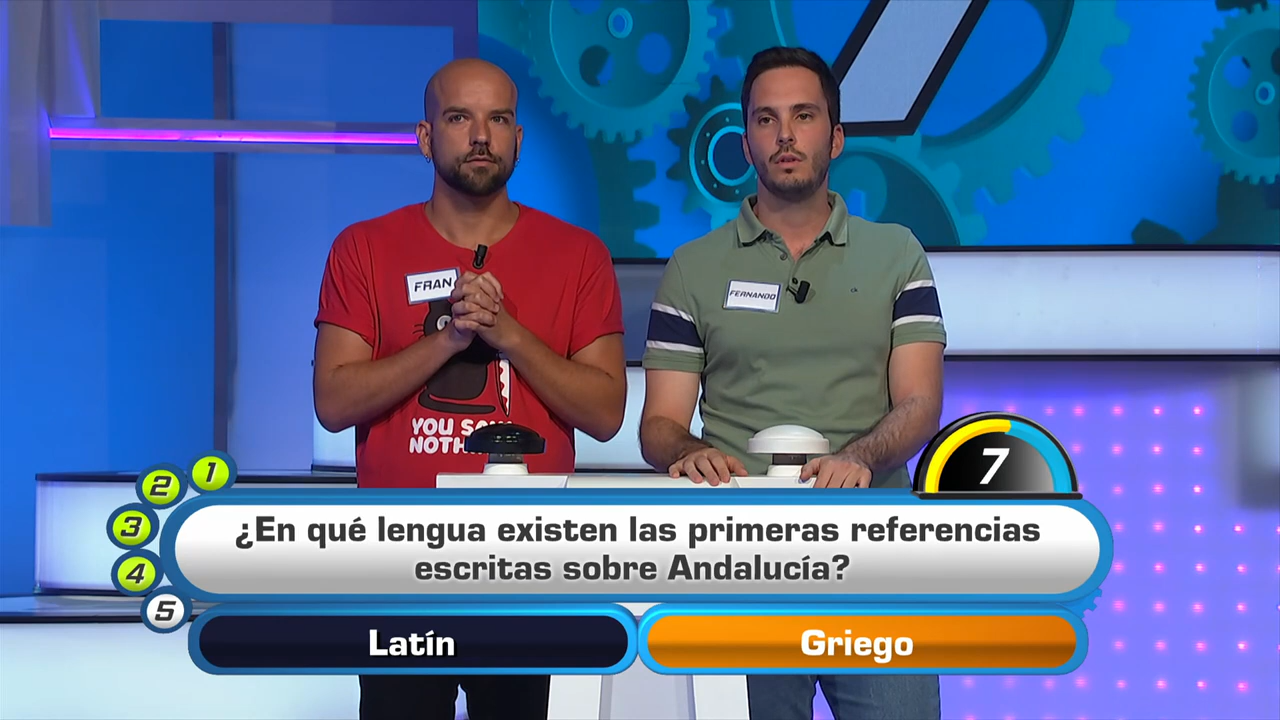 FRAN
FERNANDO
YOU SAW
NOTH
7
1
2
3
4
5
¿En qué lengua existen las primeras referencias
escritas sobre Andalucía?
Latín
Griego